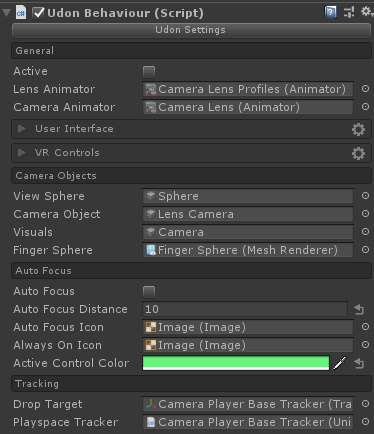 Udon Behaviour (Script)
Udon Settings
General
Active
Lens Animator Camera Lens Profiles (Animator)
Camera Animator Camera Lens (Animator)
User Interface
VR Controls
Camera Objects
View Sphere Sphere
Camera Object Lens Camera
Visuals Camera
Finger Sphere Finger Sphere (Mesh Renderer)
Auto Focus
Auto Focus
Auto Focus Distance 10
Auto Focus Icon Image (Image)
Always On Icon Image (Image)
Active Control Color
Tracking
Drop Target Camera Player Base Tracker (Tra
Playspace Tracker Camera Player Base Tracker (Uni